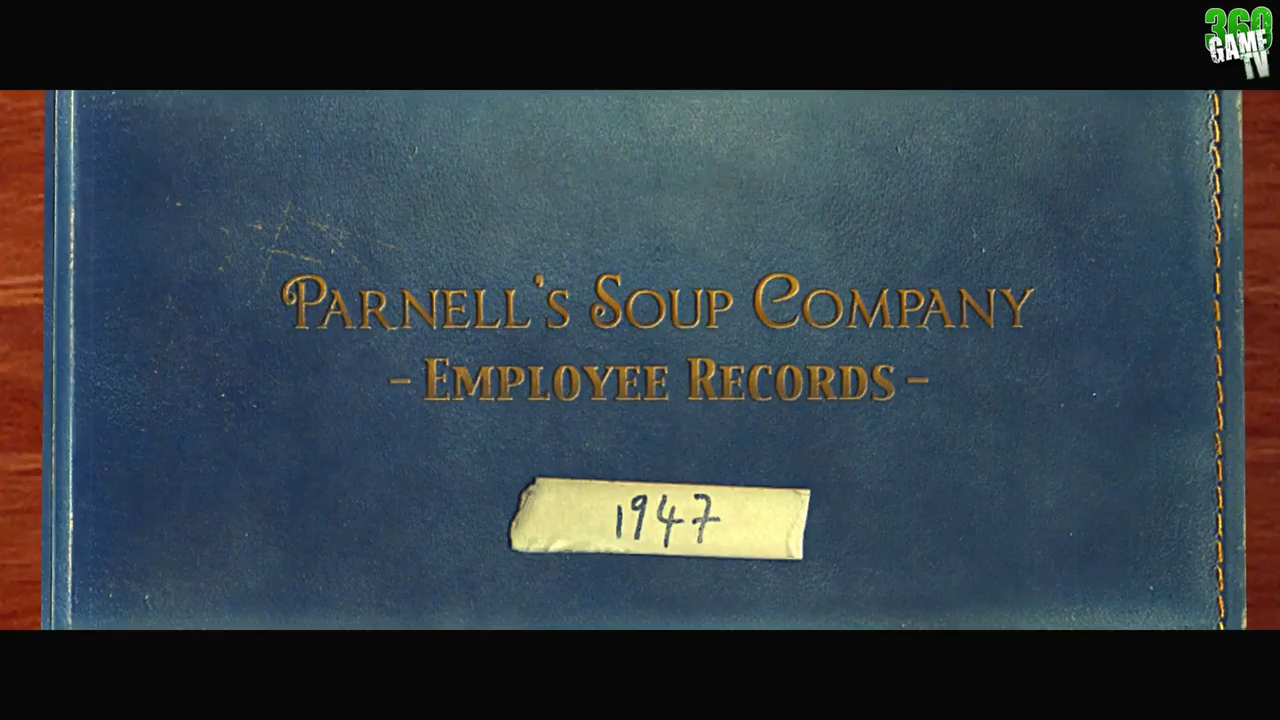 360
GAME
TV
PARNELL'S SOUP COMPANY
- EMPLOYEE RECORDS -
1947